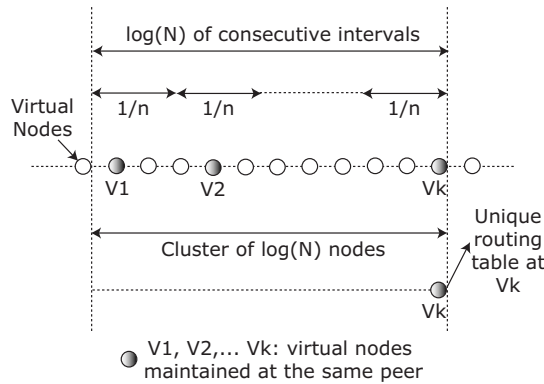 log(N) of consecutive intervals
1/n 1/n 1/n
Virtual
Nodes
V1 V2 Vk
Cluster of log(N) nodes
Unique
routing
table at
Vk
Vk
V1, V2,... Vk: virtual nodes
maintained at the same peer